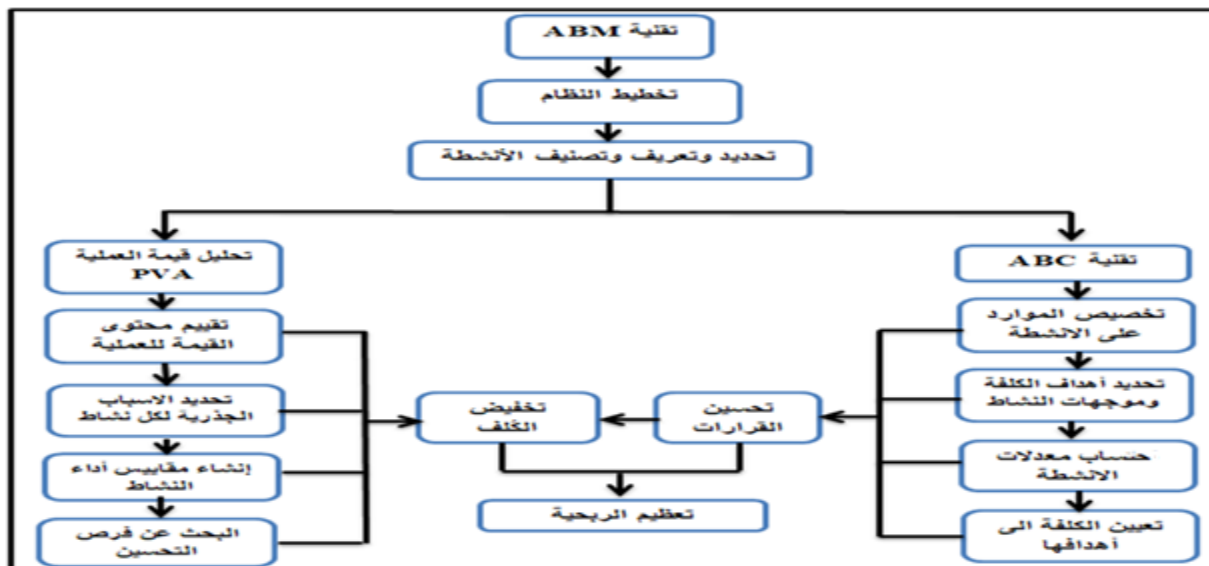 تقنية ABM
تخطيط النظام
تحديد وتعريف وتصنيف الأنشطة
تقنية ABC
تخصيص الموارد
على الانشطة
تحديد أهداف الكلفة
وموجهات النشاط
حتساب معدلات
الانشطة
تعيين الكلفة الى
أهدافها
تحسين
القرارات
تخفيض
الكلف
تعظيم الربحية
تحليل قيمة العملية
PVA
تقييم محتوى
القيمة للعملية
تحديد الاسباب
الجذرية لكل نشاط
إنشاء مقاييس أداء
النشاط
البحث عن فرص
التحسين